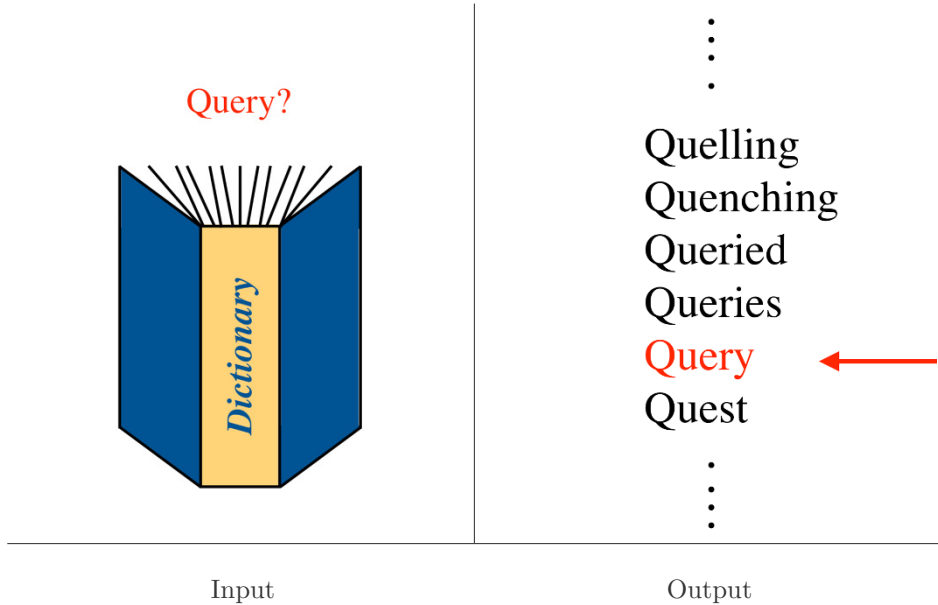 Query?
Dictionary
Input
Quelling
Quenching
Queried
Queries
Query
Quest
Output